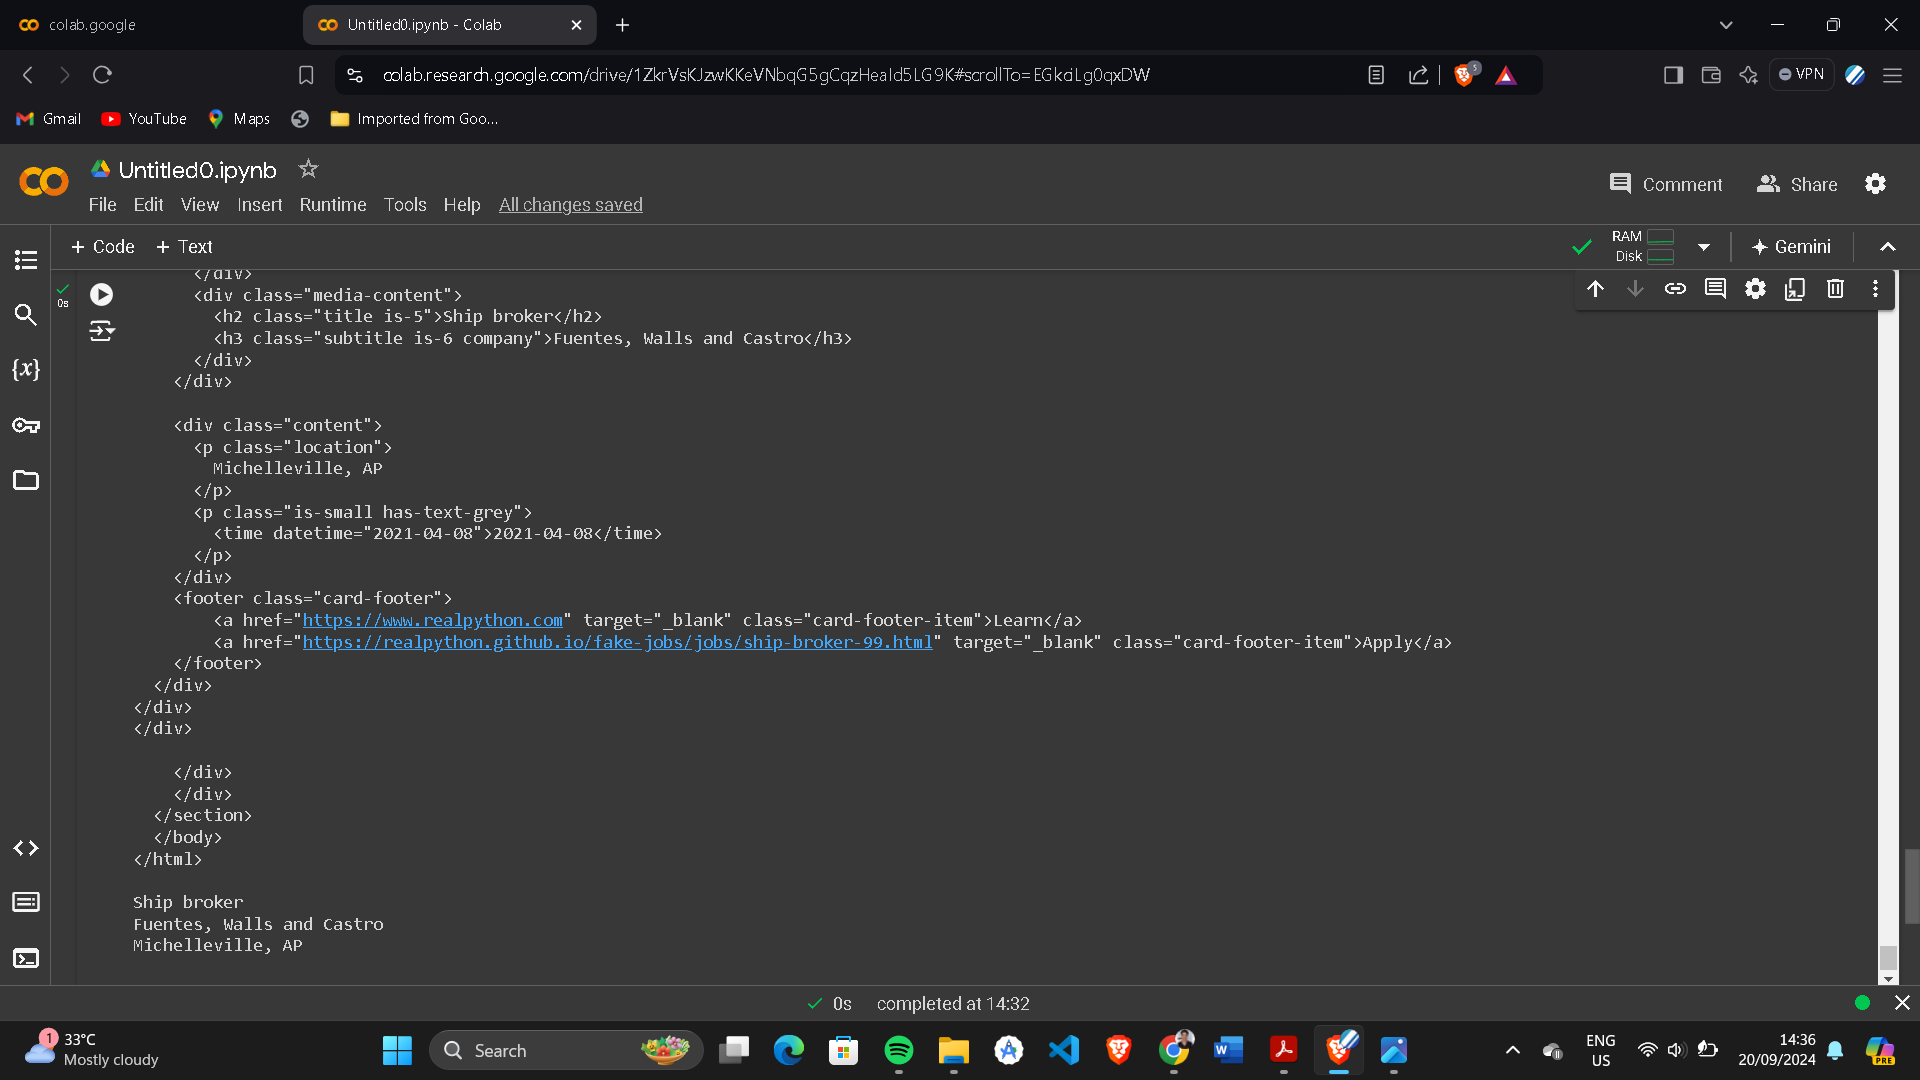 colab.google
Untitled0.ipynb - Colab
colab.research.google.com/drive/1ZkrVsKJzwKKeVNbqG5gCqzHeaId5LG9K#scrollTo=EGkciLg0qxDW
5
VPN
Gmail
YouTube
Maps
Imported from Goo...
Untitled0.ipynb
Comment
Share
File Edit View Insert Runtime Tools Help All changes saved
+ Code + Text
RAM
Disk
Gemini
</div>
0s
<div class="media-content">
<h2 class="title is-5">Ship broker</h2>
<h3 class="subtitle is-6 company">Fuentes, Walls and Castro</h3>
</div>
</div>
<div class="content">
<p class="location">
Michelleville, AP
</p>
<p class="is-small has-text-grey">
<time datetime="2021-04-08">2021-04-08</time>
</p>
</div>
<footer class="card-footer">
<a href="https://www.realpython.com" target="_blank" class="card-footer-item">Learn</a>
<a href="https://realpython.github.io/fake-jobs/jobs/ship-broker-99.html" target="_blank" class="card-footer-item">Apply</a>
</footer>
</div>
</div>
</div>
</div>
</div>
</section>
</body>
</html>
Ship broker
Fuentes, Walls and Castro
Michelleville, AP
0s completed at 14:32
1
33°C
Mostly cloudy
Search
ENG
US
14:36
20/09/2024
PRE